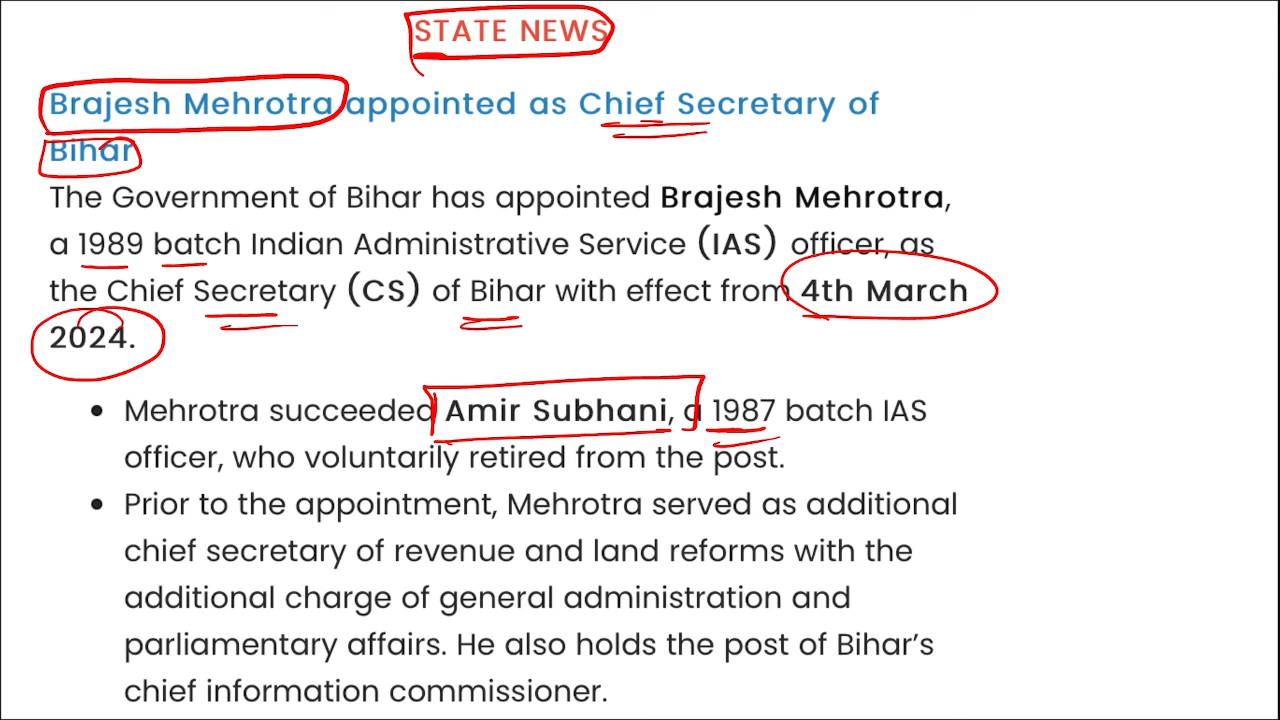 STATE NEWS
Brajesh Mehrotra appointed as Chief Secretary of
Bihar
The Government of Bihar has appointed Brajesh Mehrotra,
a 1989 batch Indian Administrative Service (IAS) officer, as
the Chief Secretary (CS) of Bihar with effect from 4th March
2024.
• Mehrotra succeeded Amir Subhani, a 1987 batch IAS
officer, who voluntarily retired from the post.
• Prior to the appointment, Mehrotra served as additional
chief secretary of revenue and land reforms with the
additional charge of general administration and
parliamentary affairs. He also holds the post of Bihar’s
chief information commissioner.